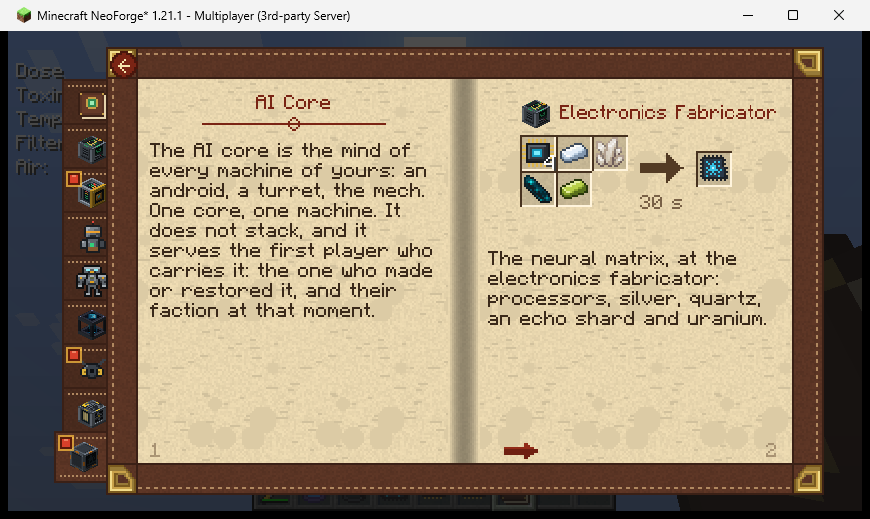 Minecraft NeoForge* 1.21.1 - Multiplayer (3rd-party Server)
Dose
Temp
Filter
Air:
AI Core
The AI core is the mind of
every machine of yours: an
android, a turret, the mech.
One core, one machine. It
does not stack, and it
serves the first player who
carries it: the one who made
or restored it, and their
faction at that moment.
1
Electronics Fabricator
30 s
The neural matrix, at the
electronics fabricator:
processors, silver, quartz,
an echo shard and uranium.
2